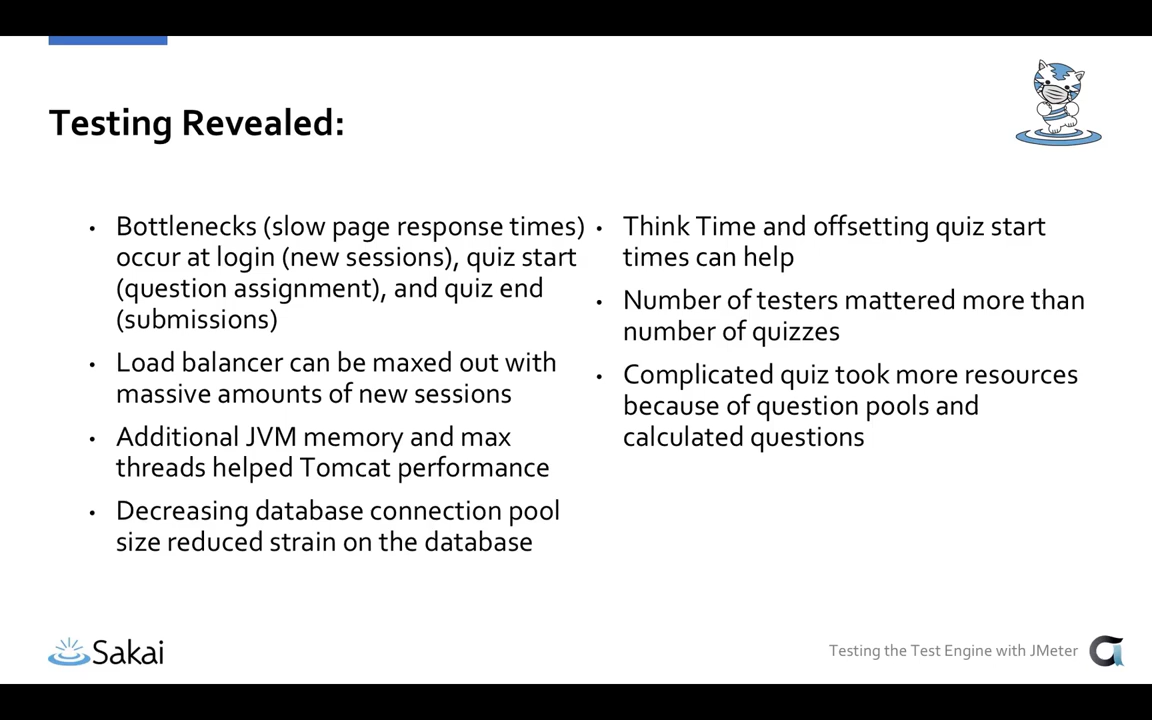 Testing Revealed:
• Bottlenecks (slow page response times)
occur at login (new sessions), quiz start
(question assignment), and quiz end
(submissions)
• Load balancer can be maxed out with
massive amounts of new sessions
• Additional JVM memory and max
threads helped Tomcat performance
• Decreasing database connection pool
size reduced strain on the database
• Think Time and offsetting quiz start
times can help
• Number of testers mattered more than
number of quizzes
• Complicated quiz took more resources
because of question pools and
calculated questions
Sakai
Testing the Test Engine with JMeter